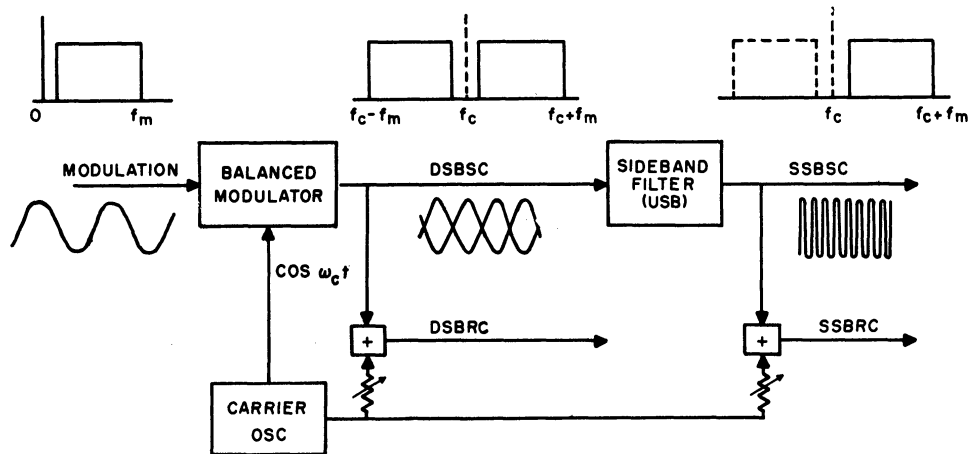 0
fm
fc-fm
fc
fc+fm
fc
fc+fm
MODULATION
BALANCED
MODULATOR
DSBSC
SIDEBAND
FILTER
(USB)
SSBSC
COS ωct
+
DSBRC
+
SSBRC
CARRIER
OSC